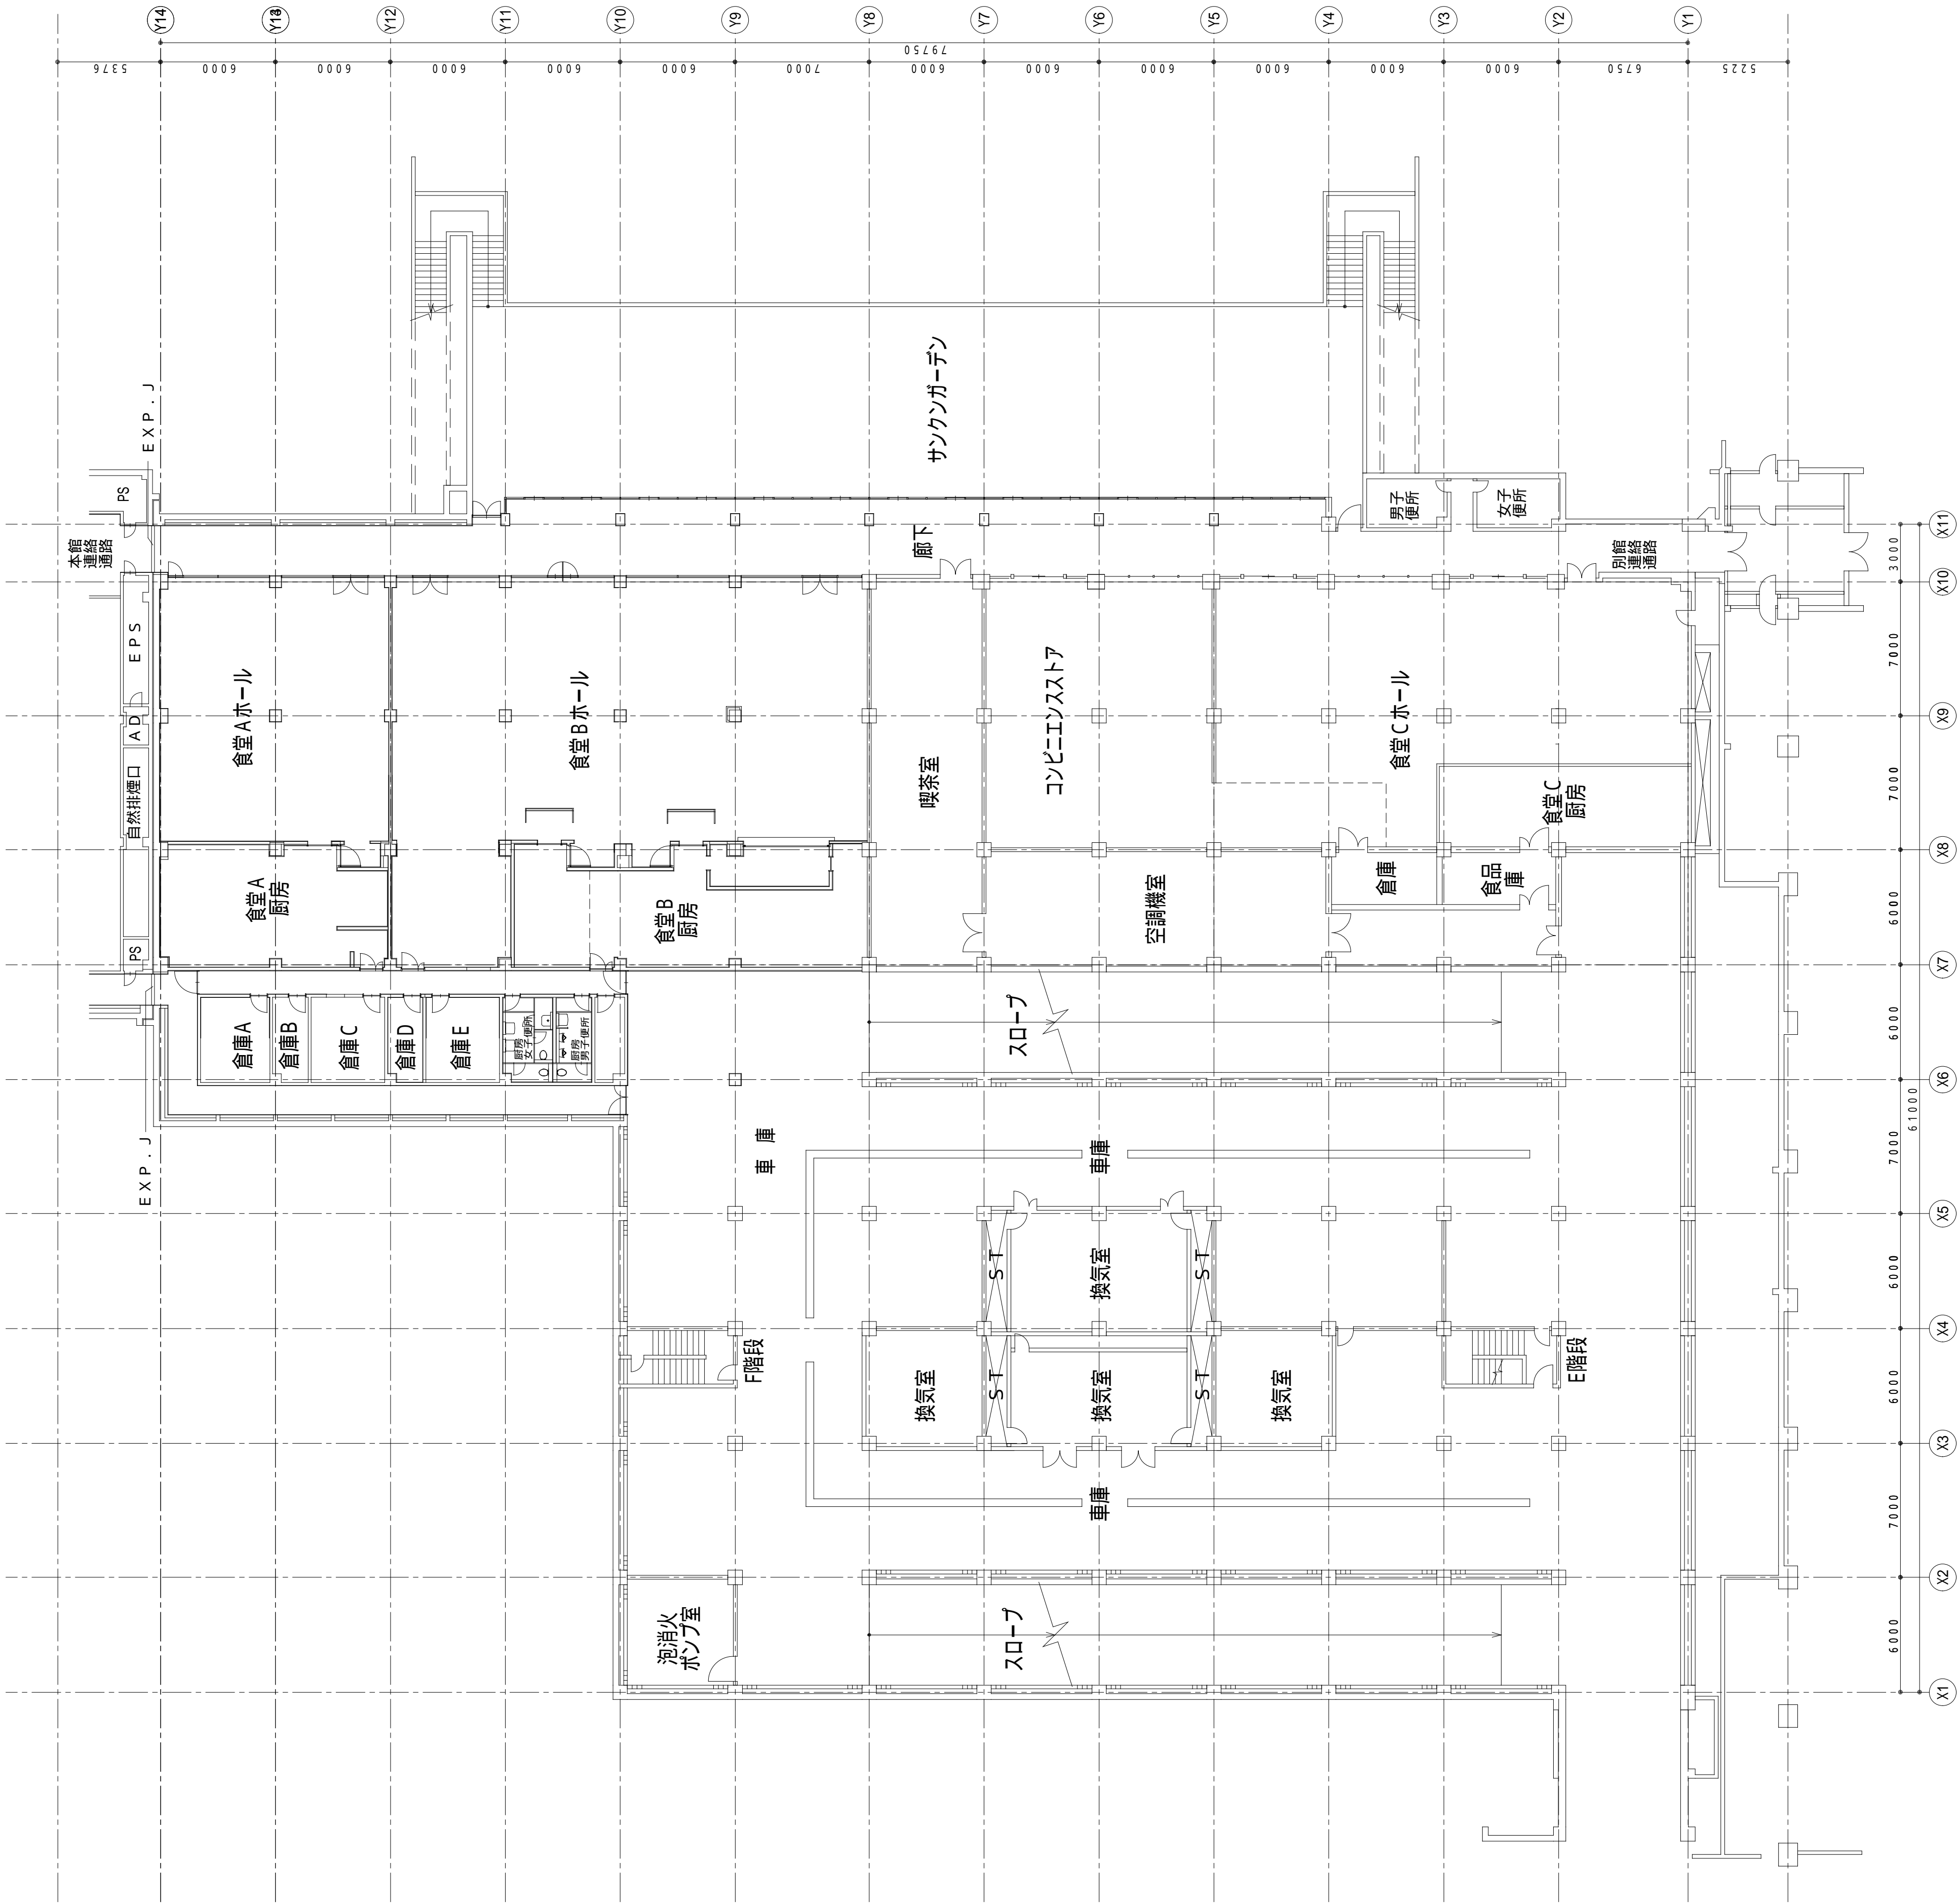 Y14
Y13
Y12
Y11
Y10
Y9
Y8
Y7
Y6
Y5
Y4
Y3
Y2
Y1
79750
5376
6000
6000
6000
6000
6000
7000
6000
6000
6000
6000
6000
6000
6750
5225
EXP.J
サンクンガーデン
PS
本館
連絡
通路
廊下
男子
便所
女子
便所
別館
連絡
通路
EPS
AD
自然排煙口
PS
食堂Aホール
食堂Bホール
喫茶室
コンビニエンスストア
食堂Cホール
食堂C
厨房
食堂A
厨房
食堂B
厨房
空調機室
倉庫
食品
庫
倉庫A
倉庫B
倉庫C
倉庫D
倉庫E
厨房
女子便所
厨房
男子便所
スロープ
EXP.J
車庫
車庫
ST
換気室
ST
F階段
換気室
ST
換気室
ST
換気室
E階段
車庫
泡消火
ポンプ室
スロープ
X11
X10
X9
X8
X7
X6
X5
X4
X3
X2
X1
3000
7000
7000
6000
6000
7000
6000
6000
7000
6000
61000